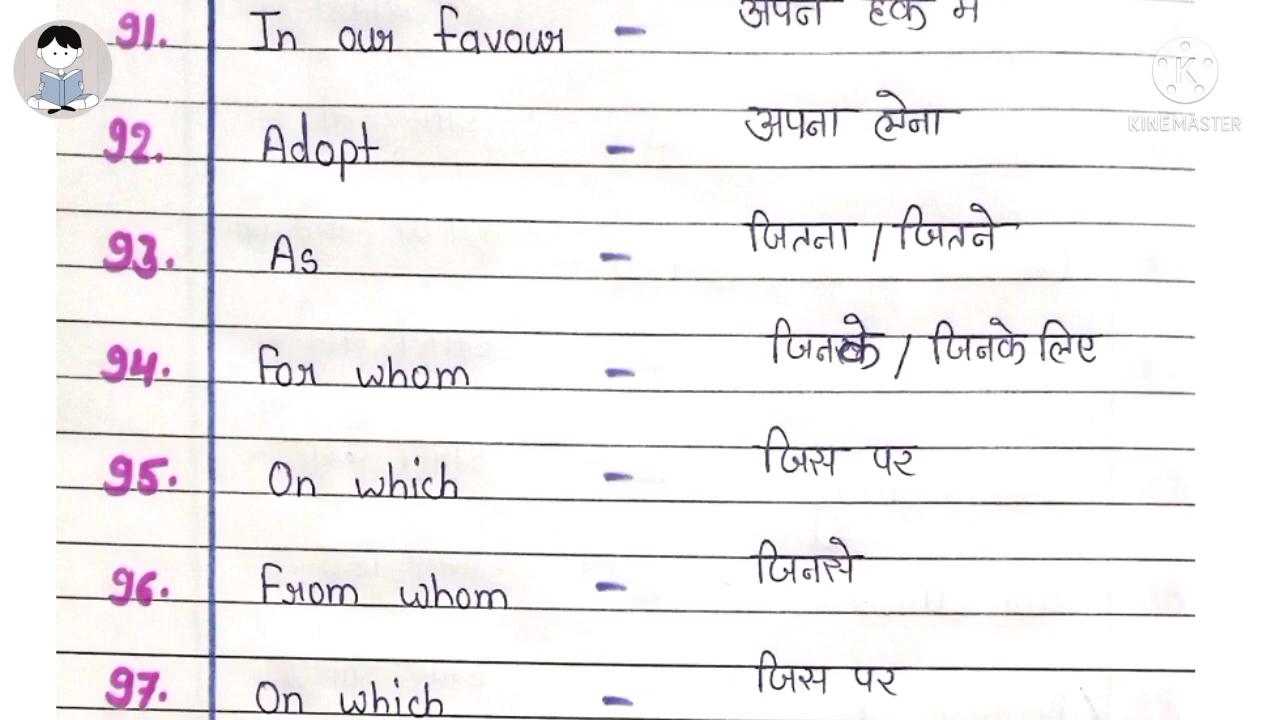 91. In our favour - अपने हक में
KINEMASTER
92. Adopt - अपना लेना
93. As - जितना / जितने
94. For whom - जिनके / जिनके लिए
95. On which - जिस पर
96. From whom - जिनसे
97. On which - जिस पर